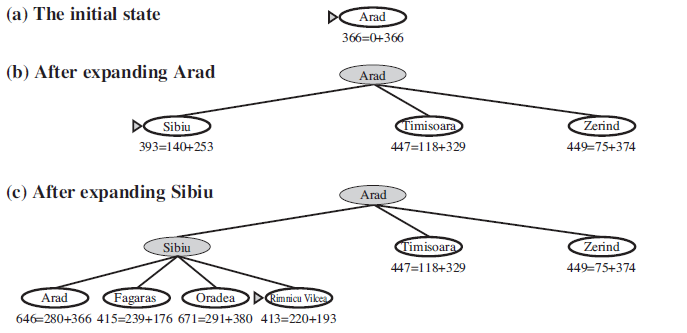 (a) The initial state
Arad
366=0+366
(b) After expanding Arad
Arad
Sibiu
Timisoara
Zerind
393=140+253
447=118+329
449=75+374
(c) After expanding Sibiu
Arad
Sibiu
Timisoara
Zerind
447=118+329
449=75+374
Arad
Fagaras
Oradea
Rimnicu Vilcea
646=280+366
415=239+176
671=291+380
413=220+193